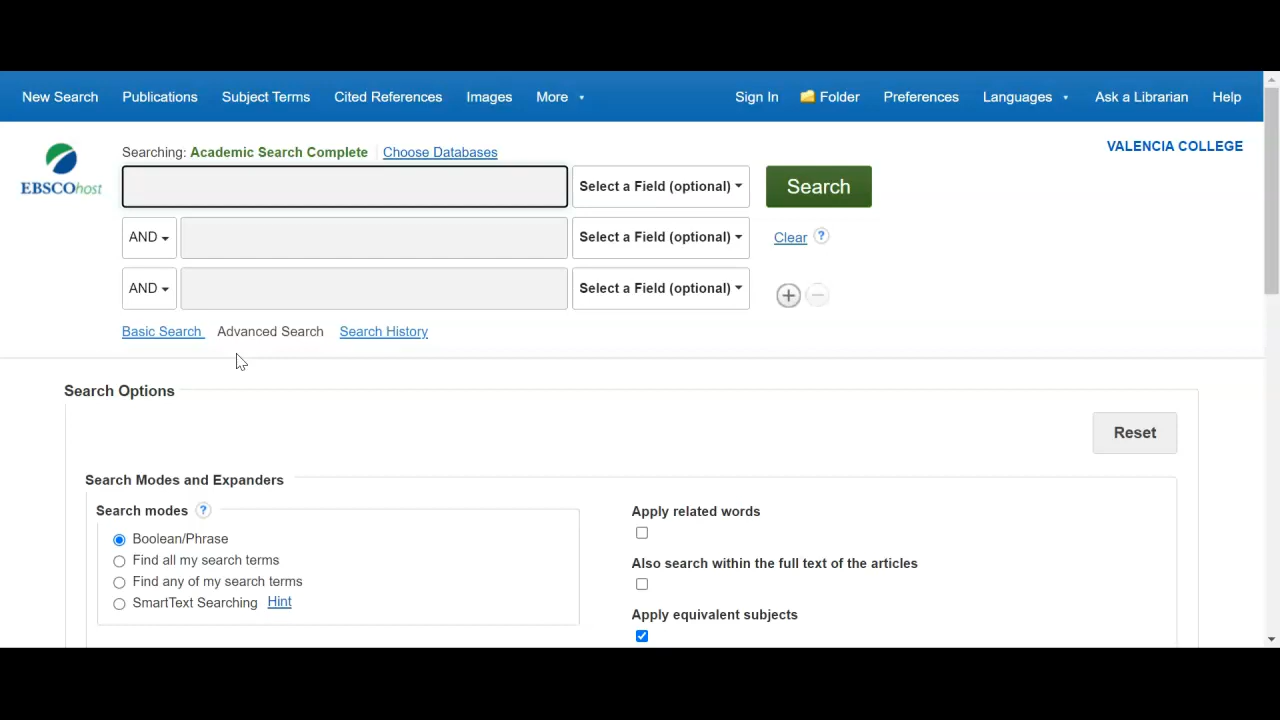 New Search Publications Subject Terms Cited References Images More Sign In Folder Preferences Languages Ask a Librarian Help
EBSCOhost
Searching: Academic Search Complete Choose Databases
VALENCIA COLLEGE
Select a Field (optional) Search
AND Select a Field (optional) Clear ?
AND Select a Field (optional)
Basic Search Advanced Search Search History
Search Options
Reset
Search Modes and Expanders
Search modes ?
Boolean/Phrase
Find all my search terms
Find any of my search terms
SmartText Searching Hint
Apply related words
Also search within the full text of the articles
Apply equivalent subjects